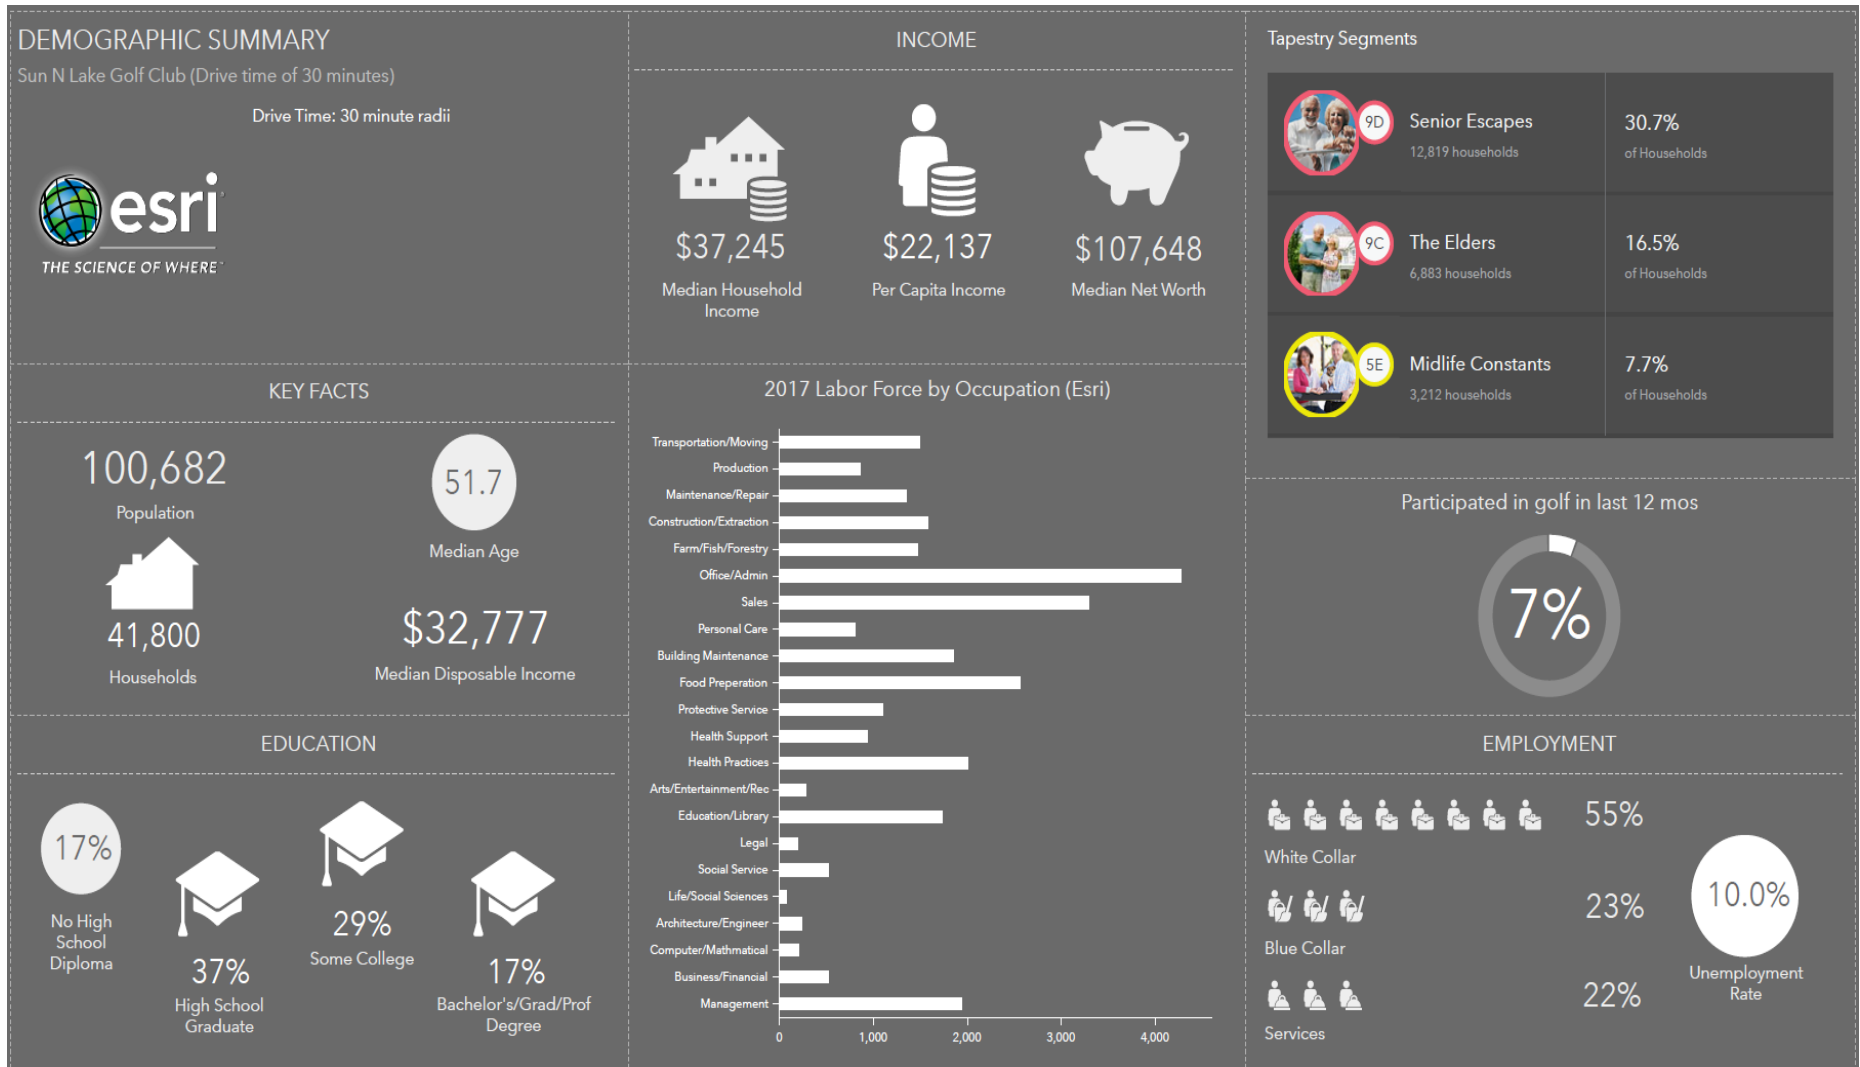 DEMOGRAPHIC SUMMARY
Sun N Lake Golf Club (Drive time of 30 minutes)
Drive Time: 30 minute radii
esri
THE SCIENCE OF WHERE
INCOME
$37,245
Median Household
Income
$22,137
Per Capita Income
$107,648
Median Net Worth
Tapestry Segments
9D
Senior Escapes
12,819 households
30.7%
of Households
9C
The Elders
6,883 households
16.5%
of Households
5E
Midlife Constants
3,212 households
7.7%
of Households
KEY FACTS
100,682
Population
51.7
Median Age
41,800
Households
$32,777
Median Disposable Income
2017 Labor Force by Occupation (Esri)
Transportation/Moving
Production
Maintenance/Repair
Construction/Extraction
Farm/Fish/Forestry
Office/Admin
Sales
Personal Care
Building Maintenance
Food Preperation
Protective Service
Health Support
Health Practices
Arts/Entertainment/Rec
Education/Library
Legal
Social Service
Life/Social Sciences
Architecture/Engineer
Computer/Mathmatical
Business/Financial
Management
0 1,000 2,000 3,000 4,000
Participated in golf in last 12 mos
7%
EDUCATION
17%
No High
School
Diploma
37%
High School
Graduate
29%
Some College
17%
Bachelor's/Grad/Prof
Degree
EMPLOYMENT
55%
White Collar
23%
Blue Collar
22%
Services
10.0%
Unemployment
Rate